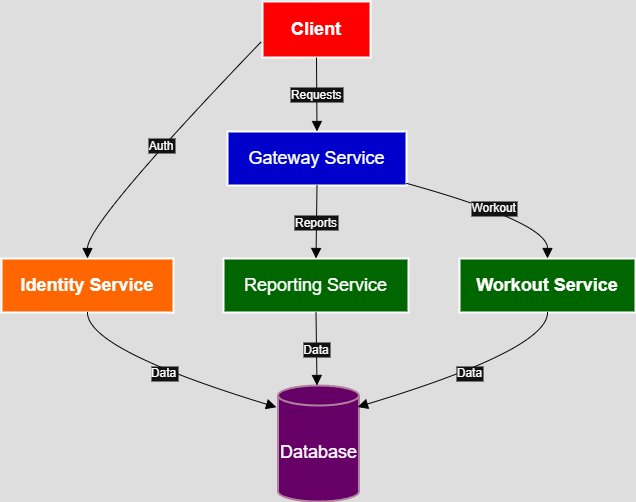 Client
Requests
Auth
Gateway Service
Workout
Reports
Identity Service
Reporting Service
Workout Service
Data
Data
Data
Database